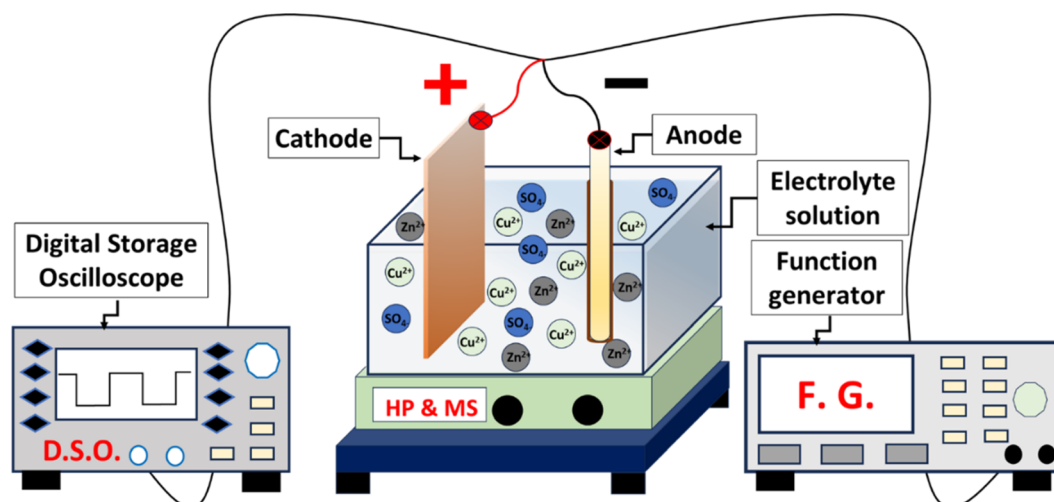 +
−
Cathode
Anode
Electrolyte
solution
Digital Storage
Oscilloscope
Function
generator
SO₄
SO₄
Zn²⁺
Cu²⁺
Zn²⁺
Cu²⁺
SO₄
Cu²⁺
Cu²⁺
Cu²⁺
Zn²⁺
Zn²⁺
SO₄
SO₄
Cu²⁺
Cu²⁺
Zn²⁺
Zn²⁺
HP & MS
D.S.O.
F. G.